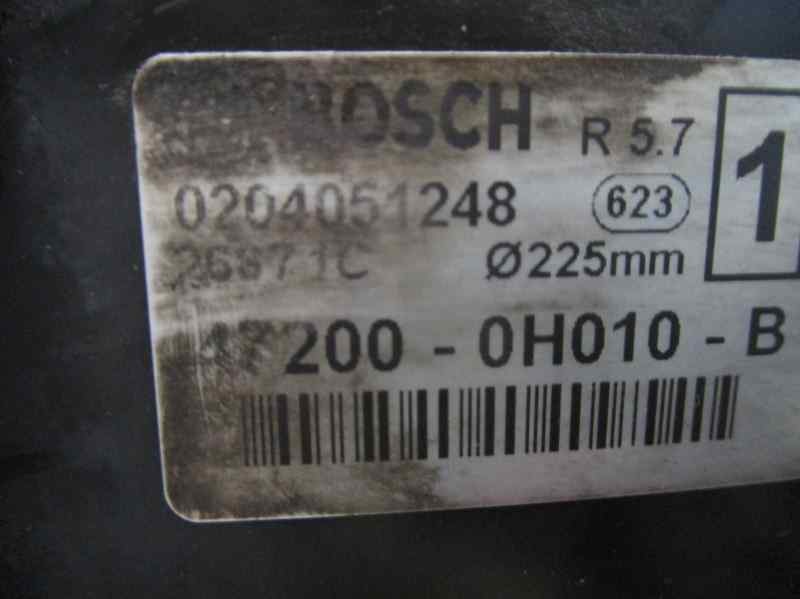 BOSCH R 5.7 1
0204051248 623
Ø225mm
200 - 0H010 - B